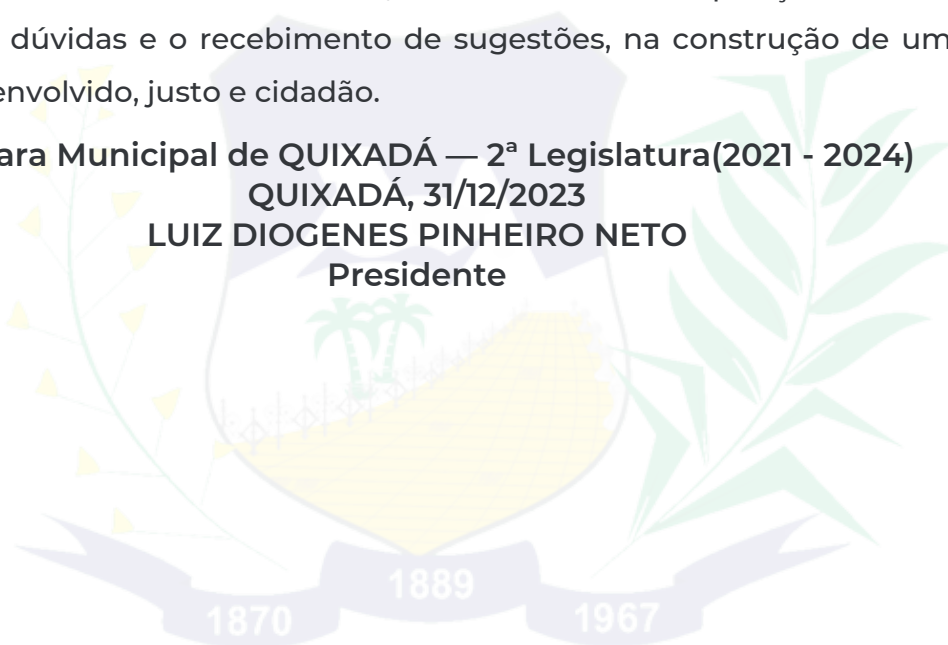 dúvidas e o recebimento de sugestões, na construção de um
envolvido, justo e cidadão.
ara Municipal de QUIXADÁ — 2ª Legislatura(2021 - 2024)
QUIXADÁ, 31/12/2023
LUIZ DIOGENES PINHEIRO NETO
Presidente
1889
1870 1967